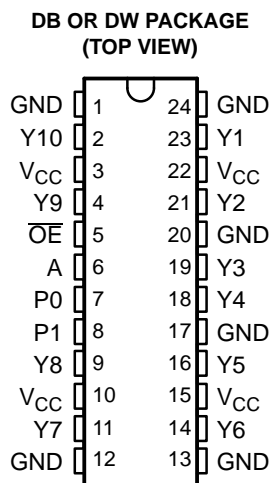 DB OR DW PACKAGE
(TOP VIEW)
GND 1 24 GND
Y10 2 23 Y1
VCC 3 22 VCC
Y9 4 21 Y2
O̅E̅ 5 20 GND
A 6 19 Y3
P0 7 18 Y4
P1 8 17 GND
Y8 9 16 Y5
VCC 10 15 VCC
Y7 11 14 Y6
GND 12 13 GND